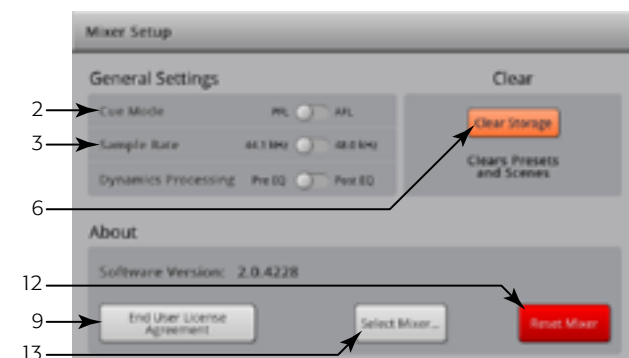 Mixer Setup
General Settings
Clear
2
Cue Mode PFL AFL
Clear Storage
3
Sample Rate 44.1 kHz 48.0 kHz
Clears Presets
and Scenes
Dynamics Processing Pre EQ Post EQ
6
About
Software Version: 2.0.4228
12
9
End User License
Agreement
Select Mixer...
Reset Mixer
13